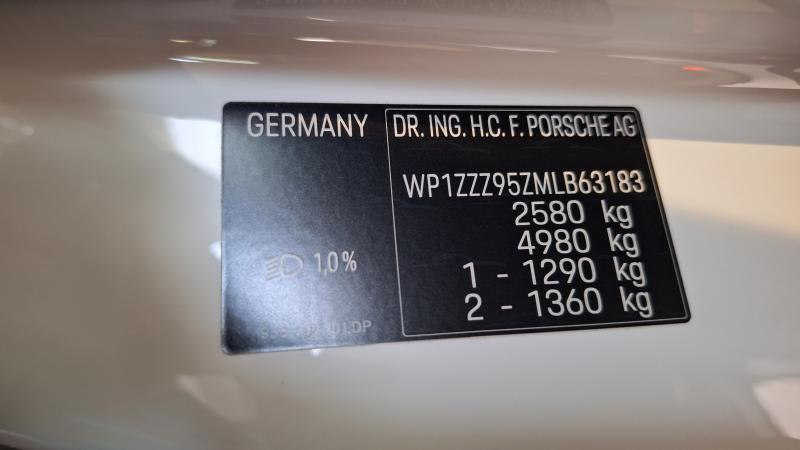 GERMANY
DR. ING. H.C. F. PORSCHE AG
WP1ZZZ95ZMLB63183
2580 kg
4980 kg
1 - 1290 kg
2 - 1360 kg
1,0%